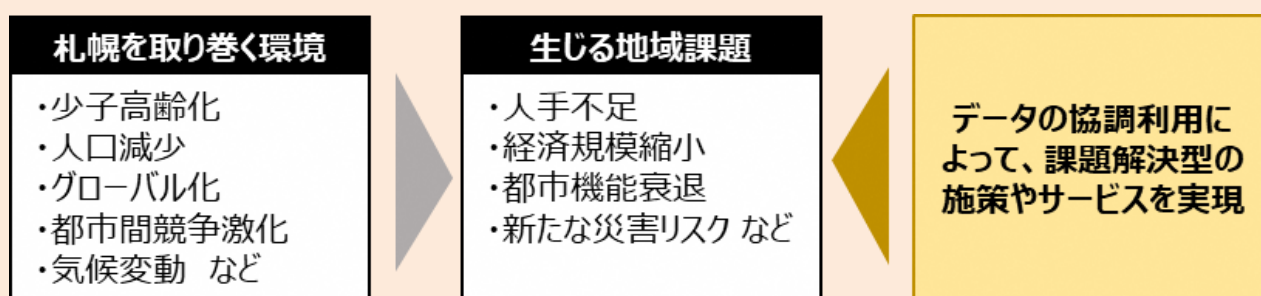 札幌を取り巻く環境
・少子高齢化
・人口減少
・グローバル化
・都市間競争激化
・気候変動 など
生じる地域課題
・人手不足
・経済規模縮小
・都市機能衰退
・新たな災害リスク など
データの協調利用に
よって、課題解決型の
施策やサービスを実現